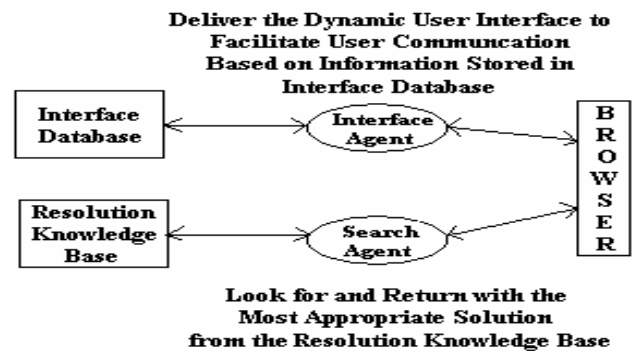 Deliver the Dynamic User Interface to
Facilitate User Communcation
Based on Information Stored in
Interface Database
Interface
Database
Interface
Agent
BROWSER
Resolution
Knowledge
Base
Search
Agent
Look for and Return with the
Most Appropriate Solution
from the Resolution Knowledge Base